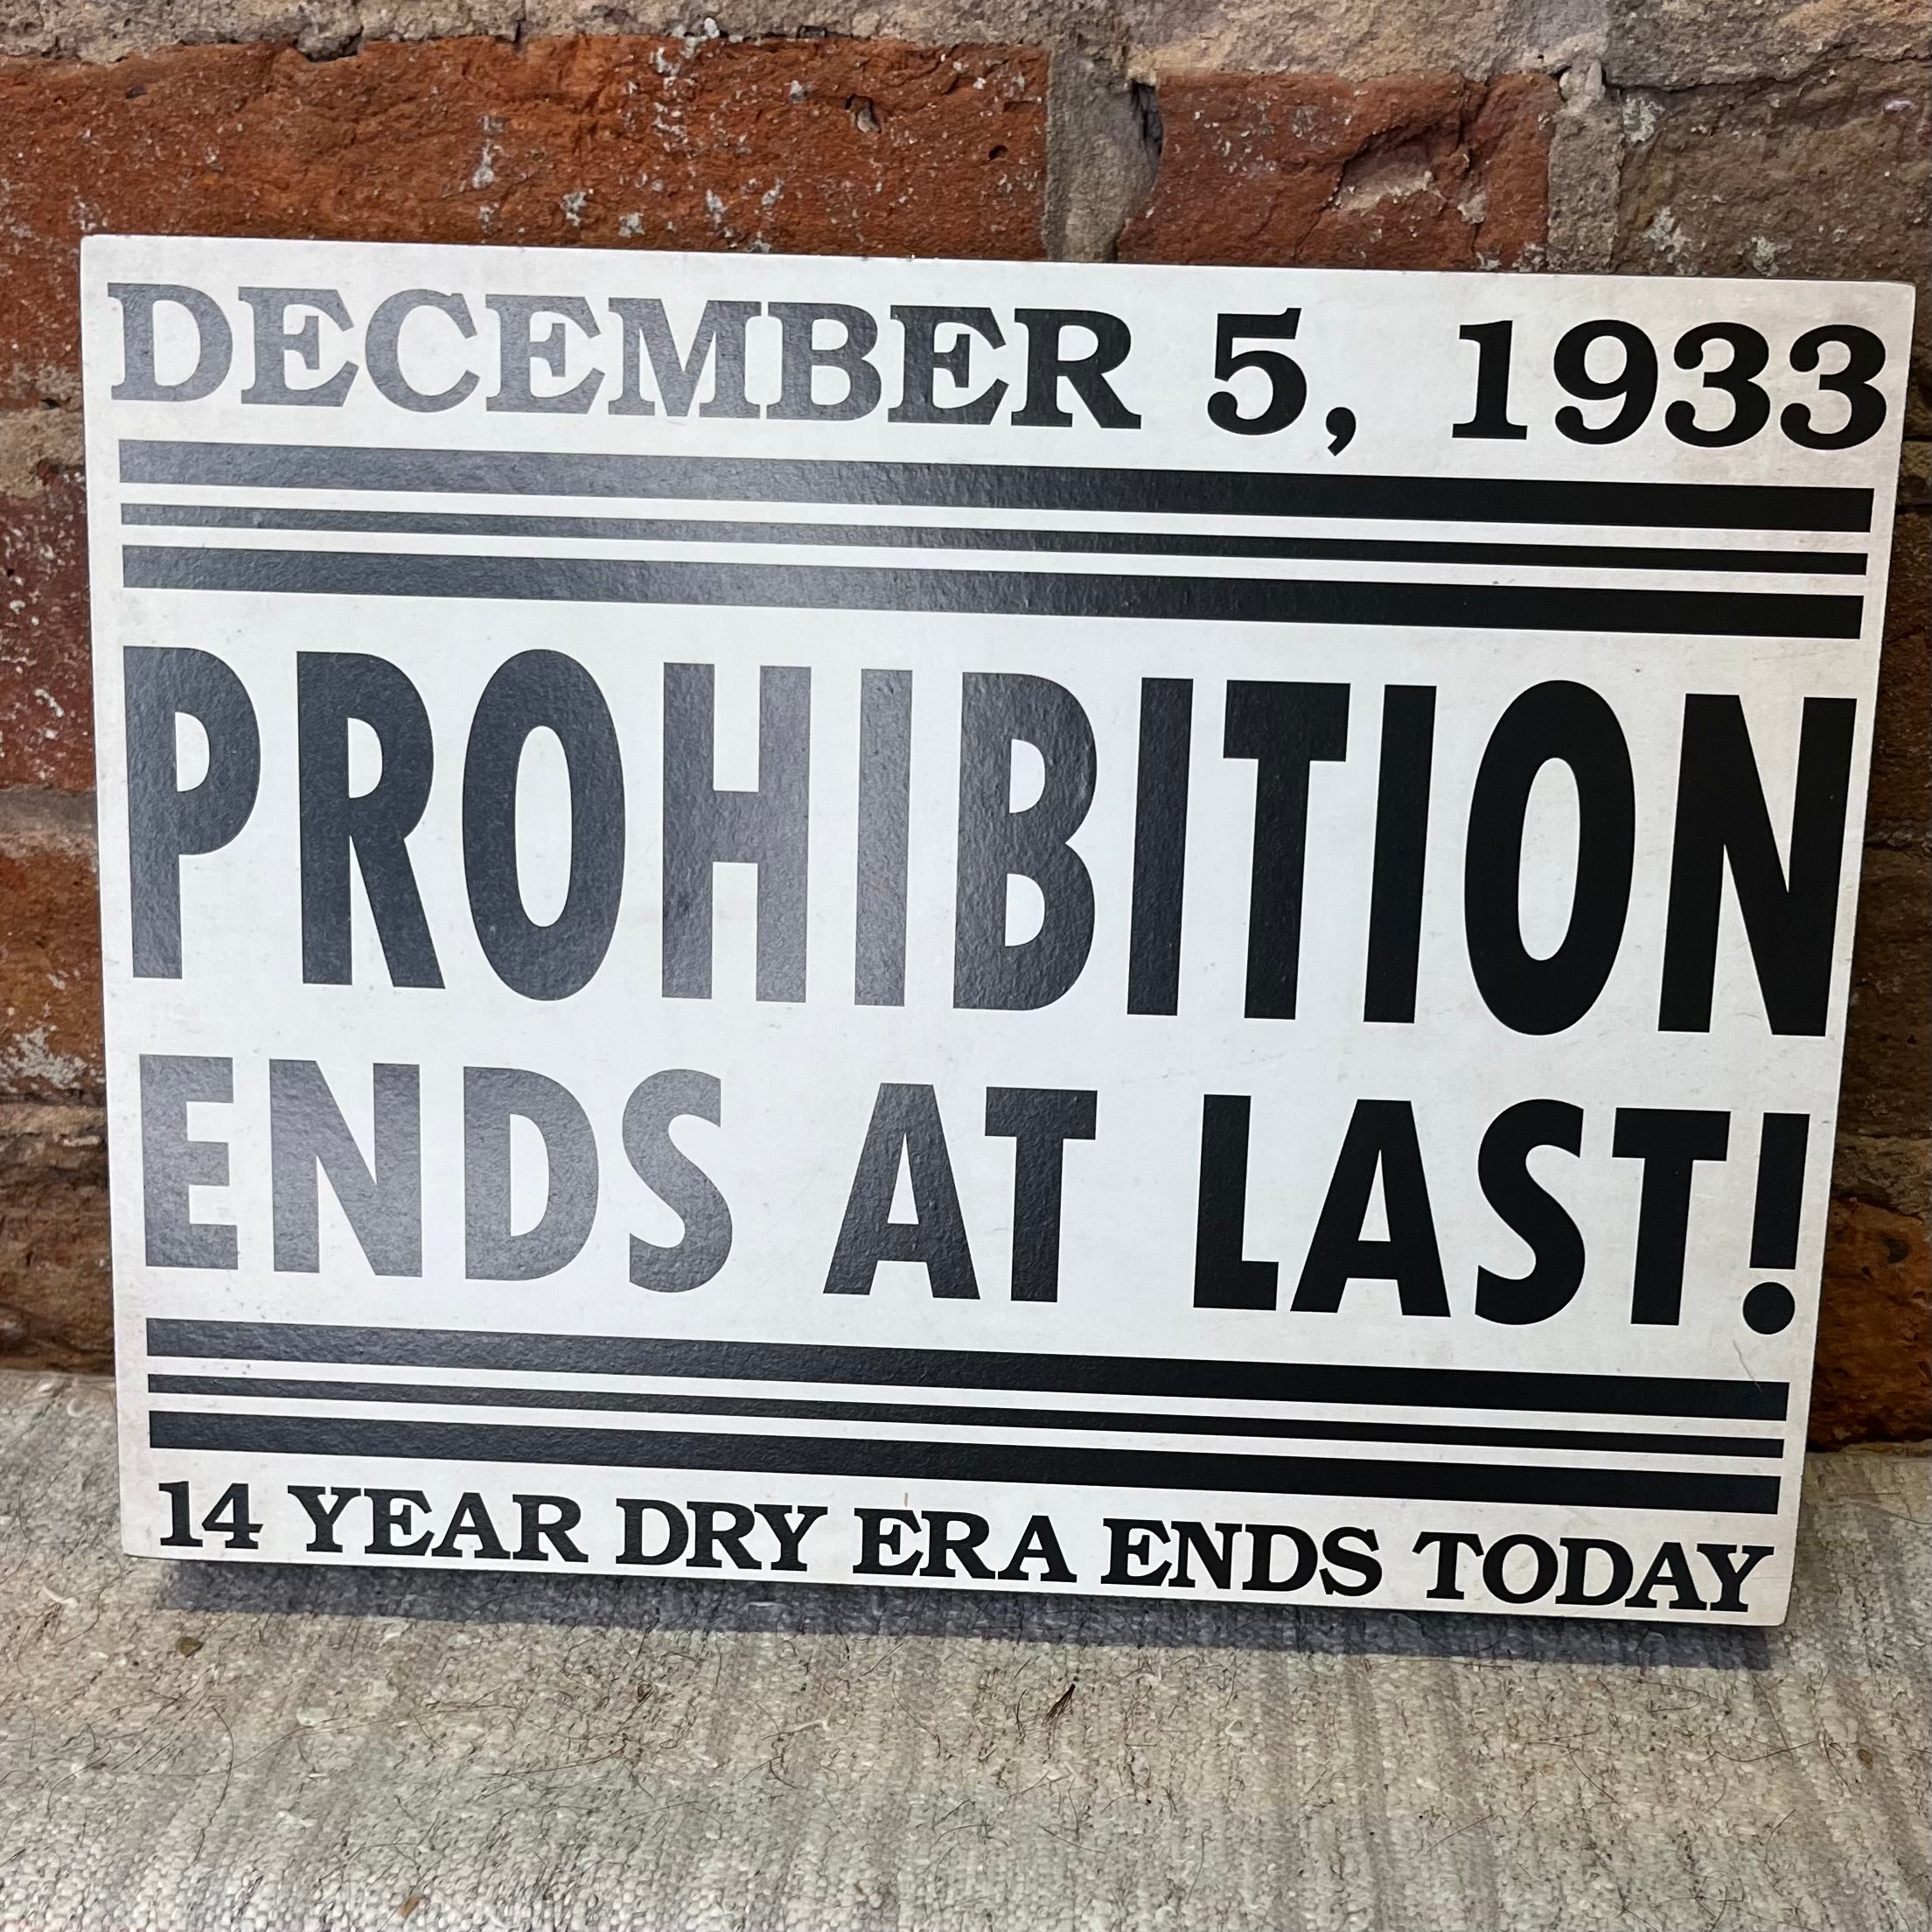 DECEMBER 5, 1933
PROHIBITION
ENDS AT LAST!
14 YEAR DRY ERA ENDS TODAY